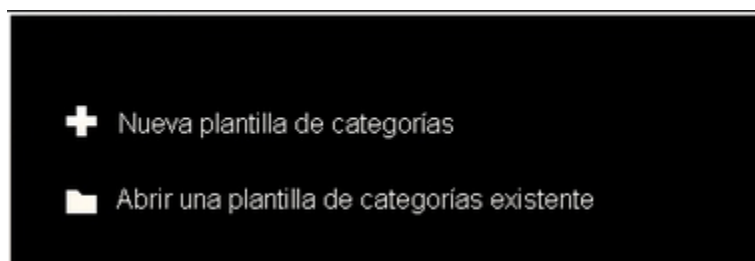 Nueva plantilla de categorías
Abrir una plantilla de categorías existente